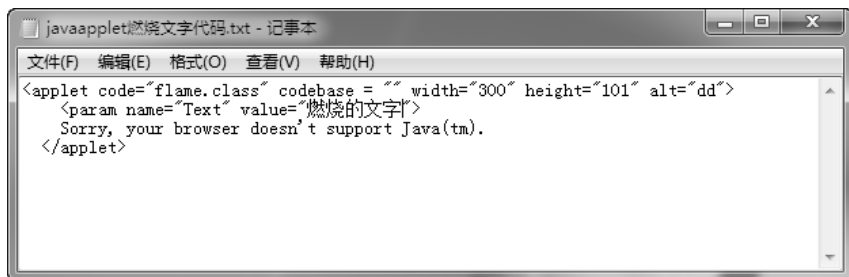 javaapplet燃烧文字代码.txt - 记事本
文件(F) 编辑(E) 格式(O) 查看(V) 帮助(H)
<applet code="flame.class" codebase = "" width="300" height="101" alt="dd">
<param name="Text" value="燃烧的文字">
Sorry, your browser doesn't support Java(tm).
</applet>